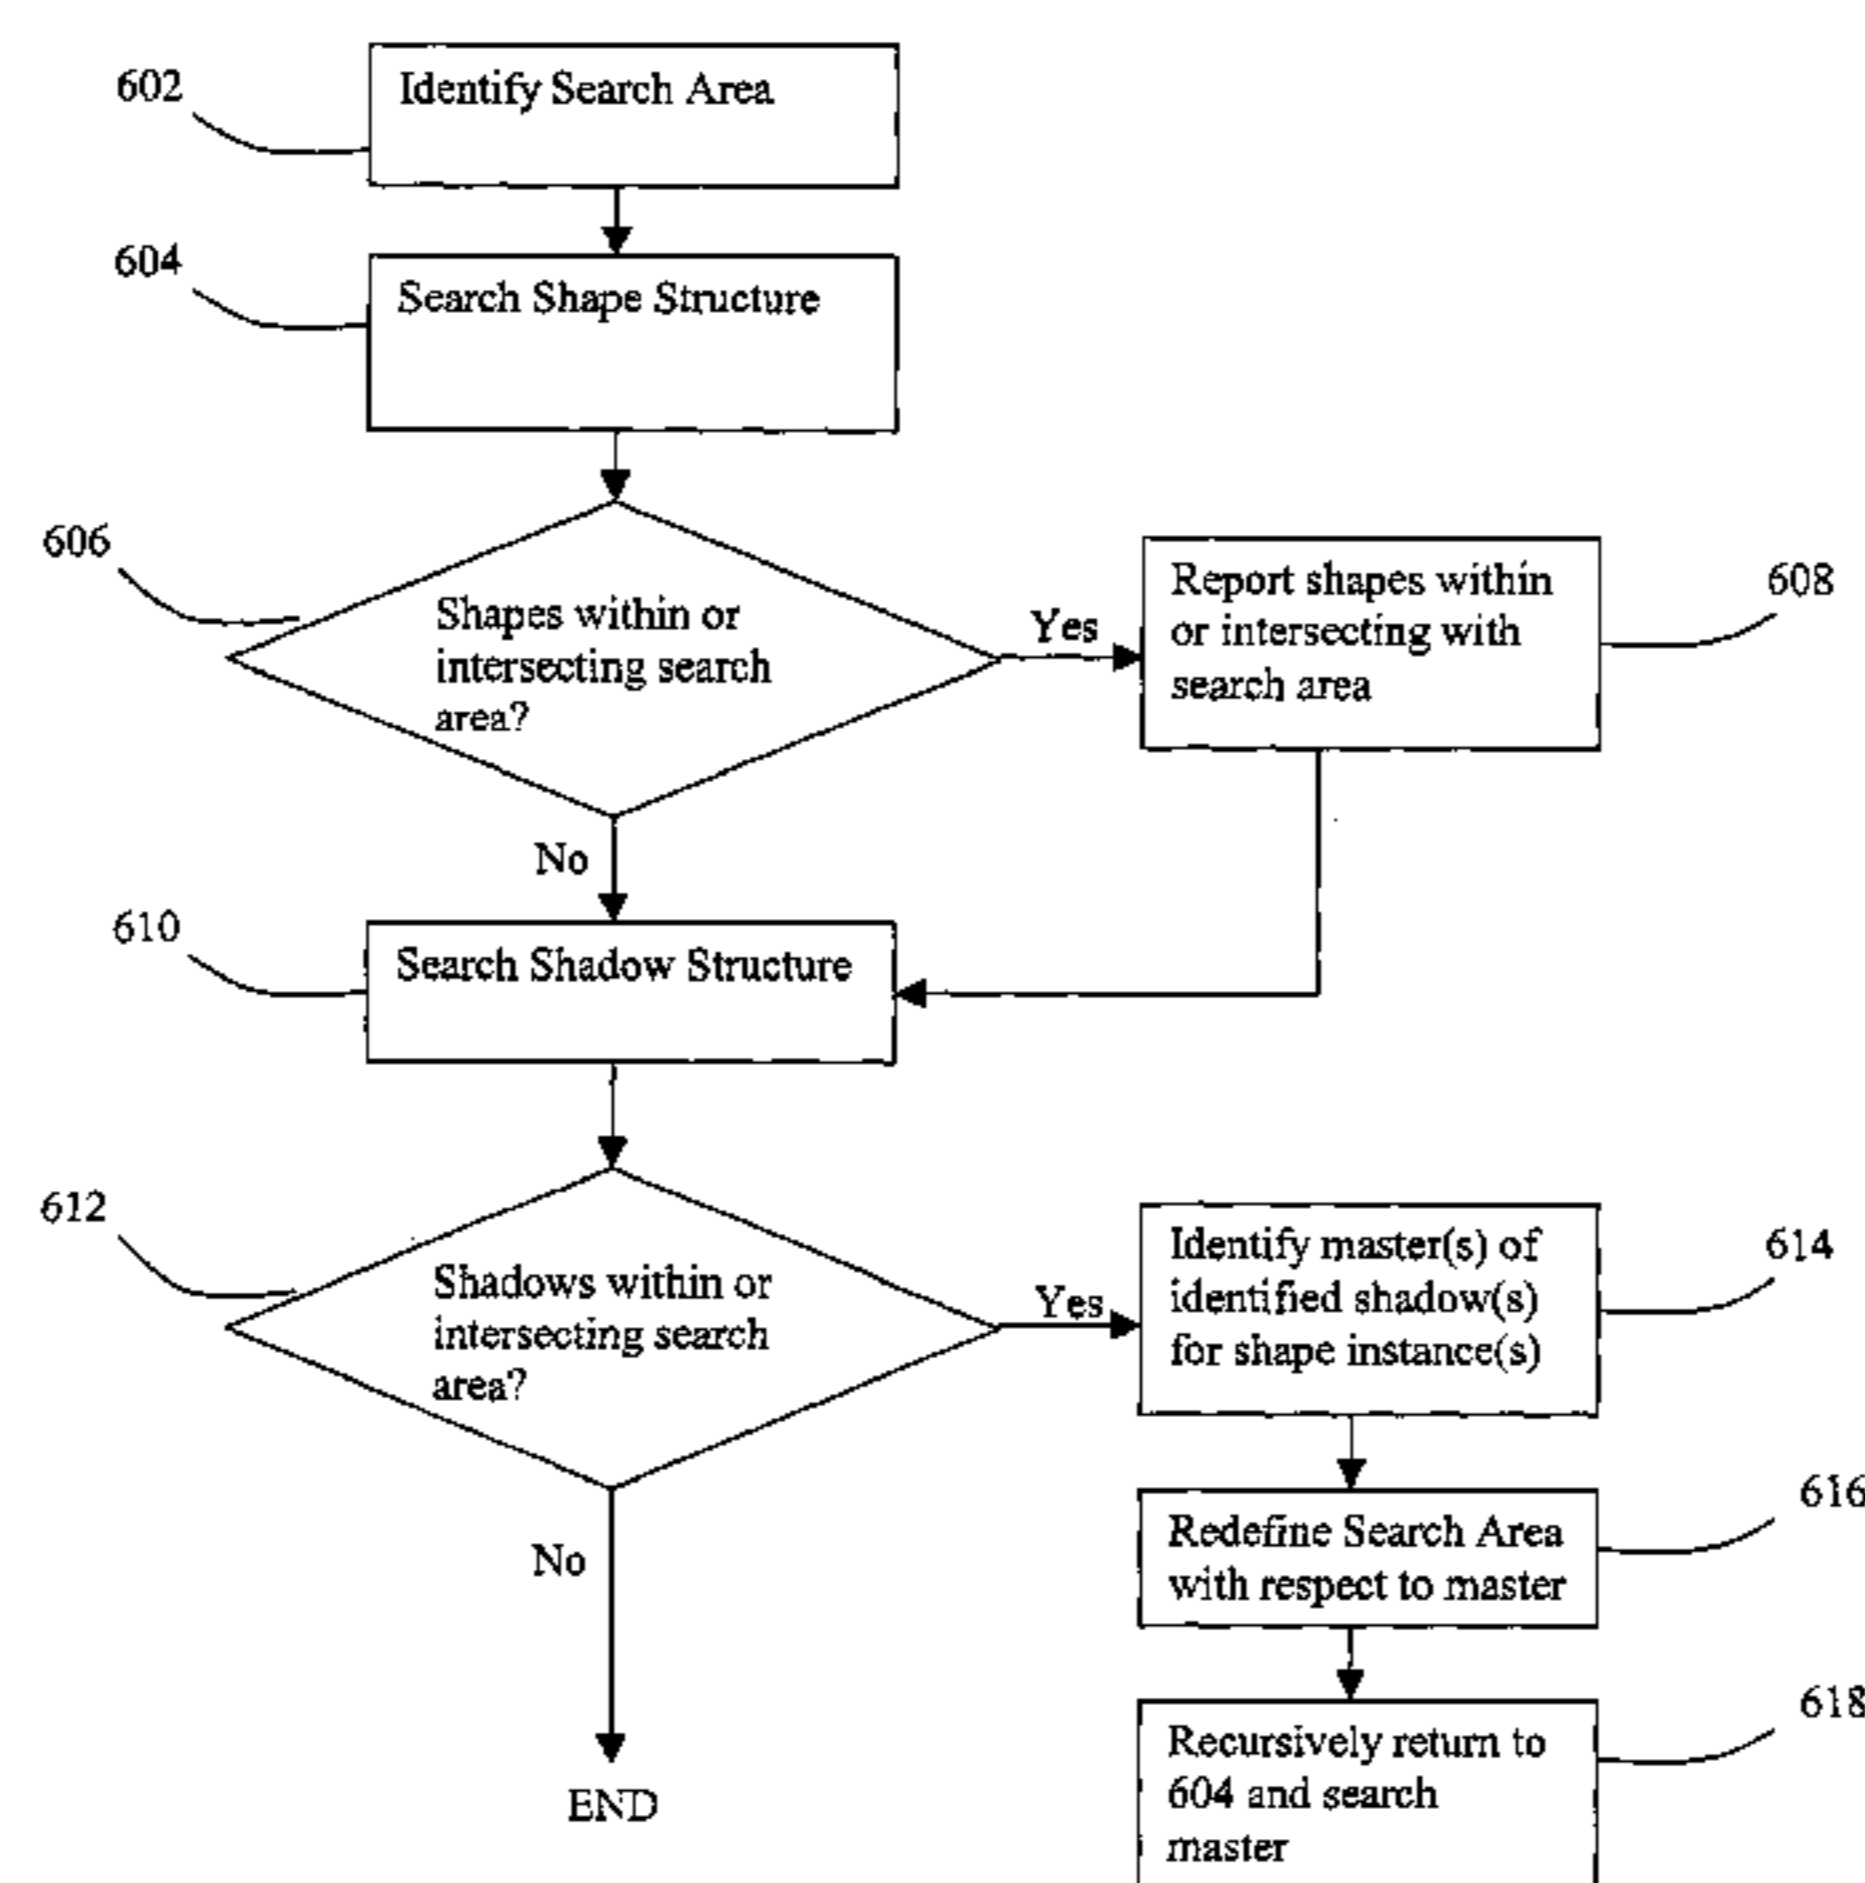 602
Identify Search Area
604
Search Shape Structure
606
Shapes within or
intersecting search
area?
Yes
Report shapes within
or intersecting with
search area
608
No
610
Search Shadow Structure
612
Shadows within or
intersecting search
area?
Yes
Identify master(s) of
identified shadow(s)
for shape instance(s)
614
616
Redefine Search Area
with respect to master
No
618
Recursively return to
604 and search
master
END